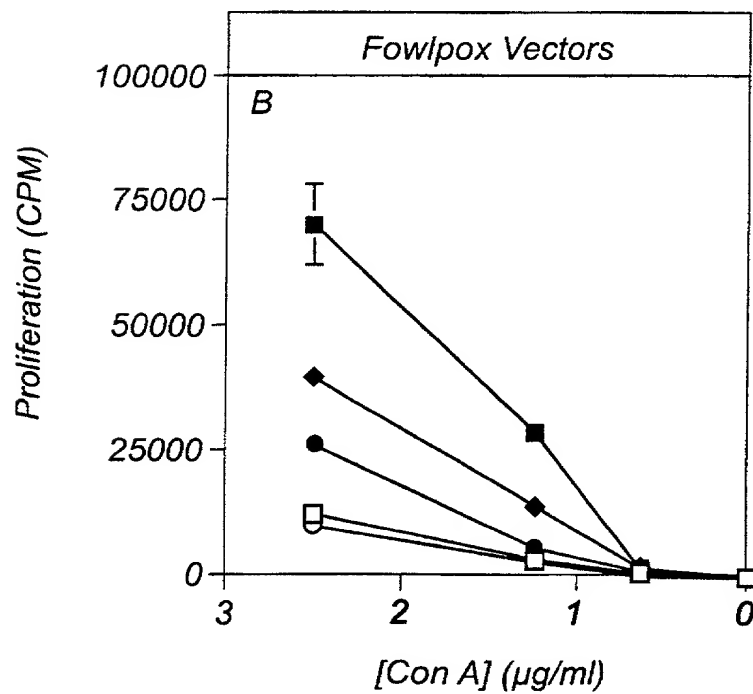 Fowlpox Vectors
B
Proliferation (CPM)
100000
75000
50000
25000
0
3 2 1 0
[Con A] (µg/ml)